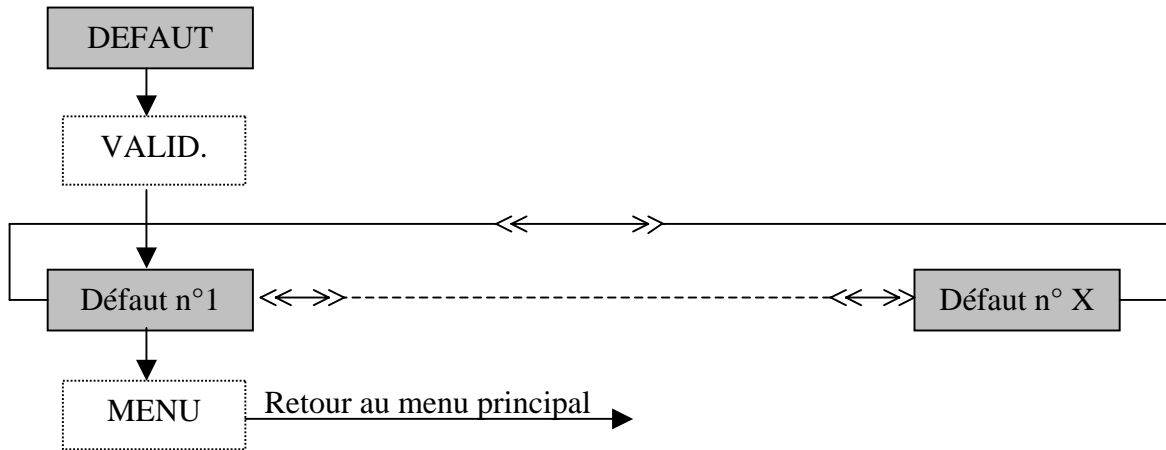 DEFAUT
VALID.
Défaut n°1
Défaut n° X
MENU
Retour au menu principal